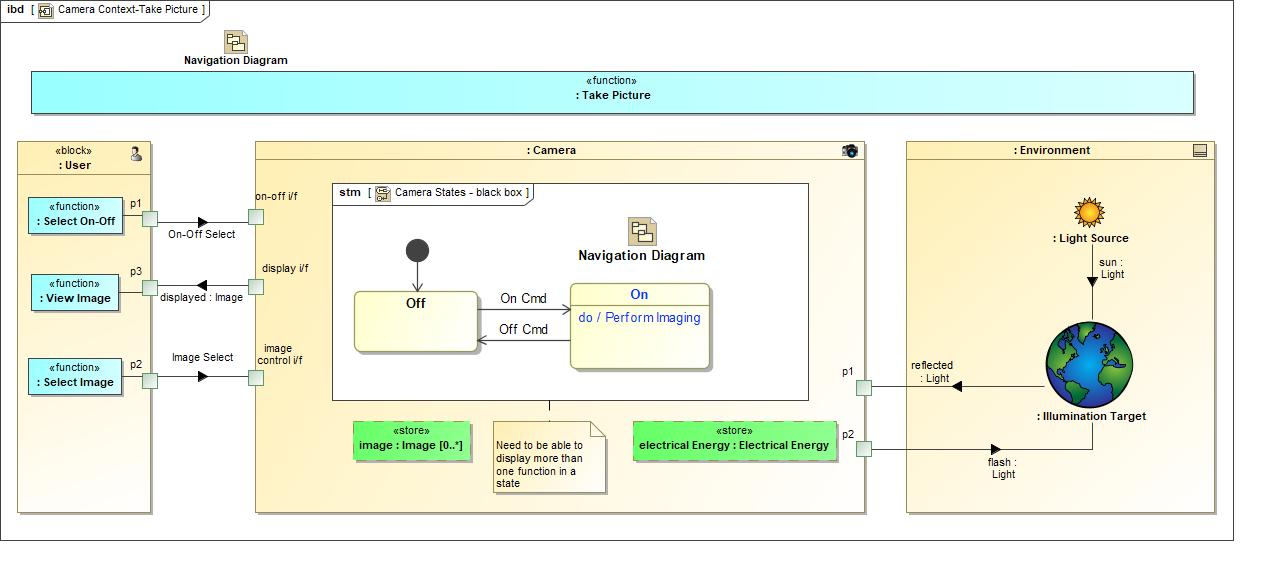 ibd [ Camera Context-Take Picture ]
Navigation Diagram
«function»
: Take Picture
«block»
: User
«function»
: Select On-Off
p1
«function»
: View Image
p3
«function»
: Select Image
p2
On-Off Select
displayed : Image
Image Select
: Camera
on-off i/f
display i/f
image
control i/f
stm [ Camera States - black box ]
Navigation Diagram
Off
On Cmd
Off Cmd
On
do / Perform Imaging
«store»
image : Image [0..*]
Need to be able to
display more than
one function in a
state
«store»
electrical Energy : Electrical Energy
p1
p2
: Environment
: Light Source
sun :
Light
reflected
: Light
: Illumination Target
flash :
Light